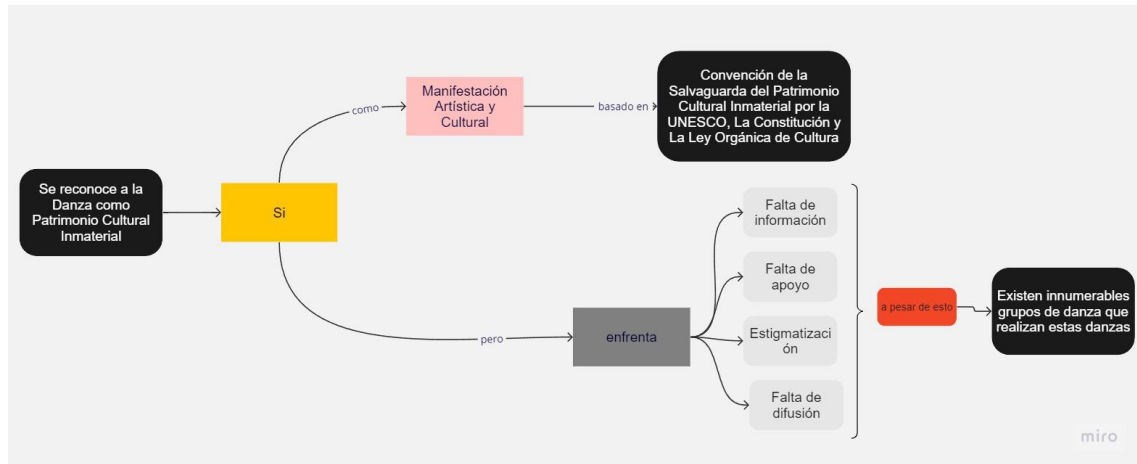 Se reconoce a la
Danza como
Patrimonio Cultural
Inmaterial
Si
como
Manifestación
Artística y
Cultural
basado en
Convención de la
Salvaguarda del Patrimonio
Cultural Inmaterial por la
UNESCO, La Constitución y
La Ley Orgánica de Cultura
pero
enfrenta
Falta de
información
Falta de
apoyo
Estigmatizaci
ón
Falta de
difusión
a pesar de esto
Existen innumerables
grupos de danza que
realizan estas danzas
miro